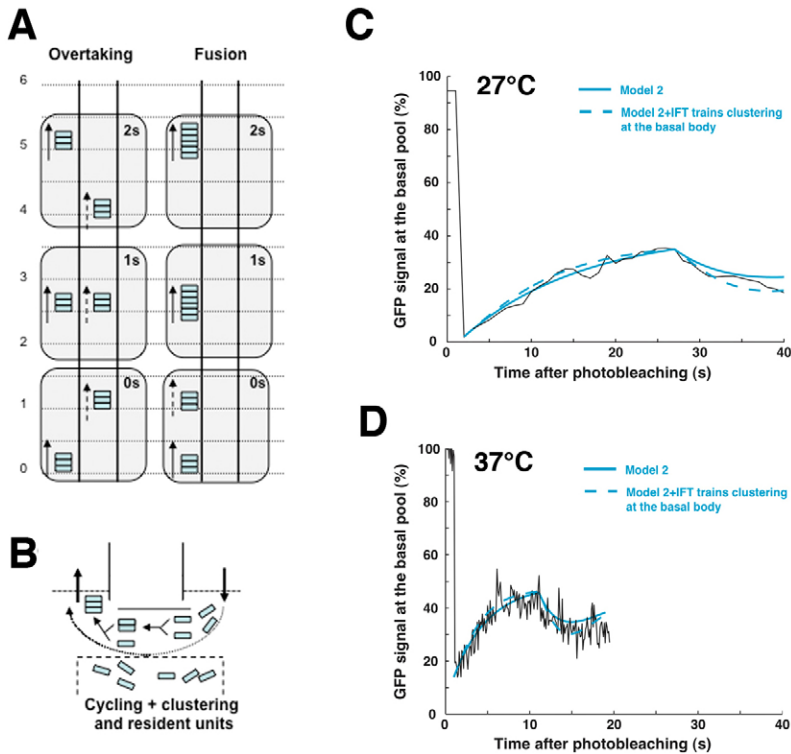 A
Overtaking
Fusion
6
5
4
3
2
1
0
2s
2s
1s
1s
0s
0s
B
Cycling + clustering
and resident units
C
27°C
Model 2
Model 2+IFT trains clustering
at the basal body
GFP signal at the basal pool (%)
100
80
60
40
20
0
0
10
20
30
40
Time after photobleaching (s)
D
37°C
Model 2
Model 2+IFT trains clustering
at the basal body
GFP signal at the basal pool (%)
100
80
60
40
20
0
0
10
20
30
40
Time after photobleaching (s)